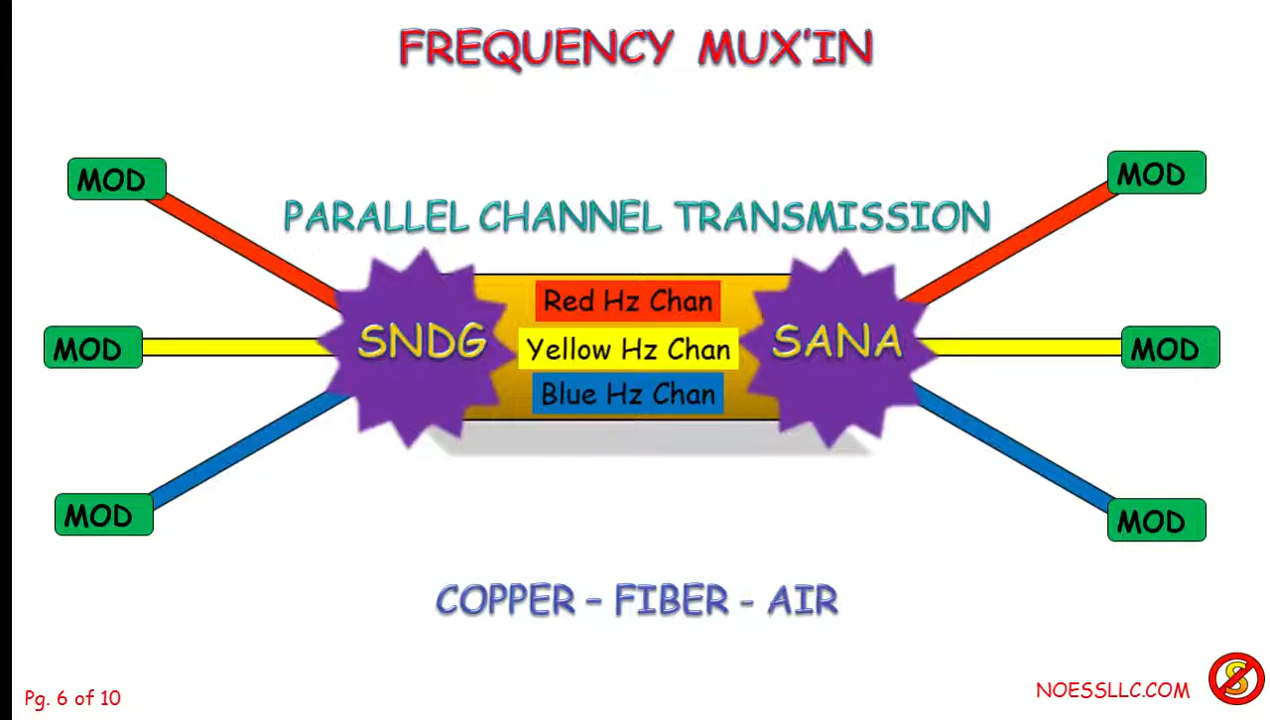 FREQUENCY MUX'IN
MOD
MOD
PARALLEL CHANNEL TRANSMISSION
Red Hz Chan
MOD
SNDG
Yellow Hz Chan
SANA
MOD
Blue Hz Chan
MOD
MOD
COPPER – FIBER - AIR
Pg. 6 of 10
NOESSLLC.COM
S